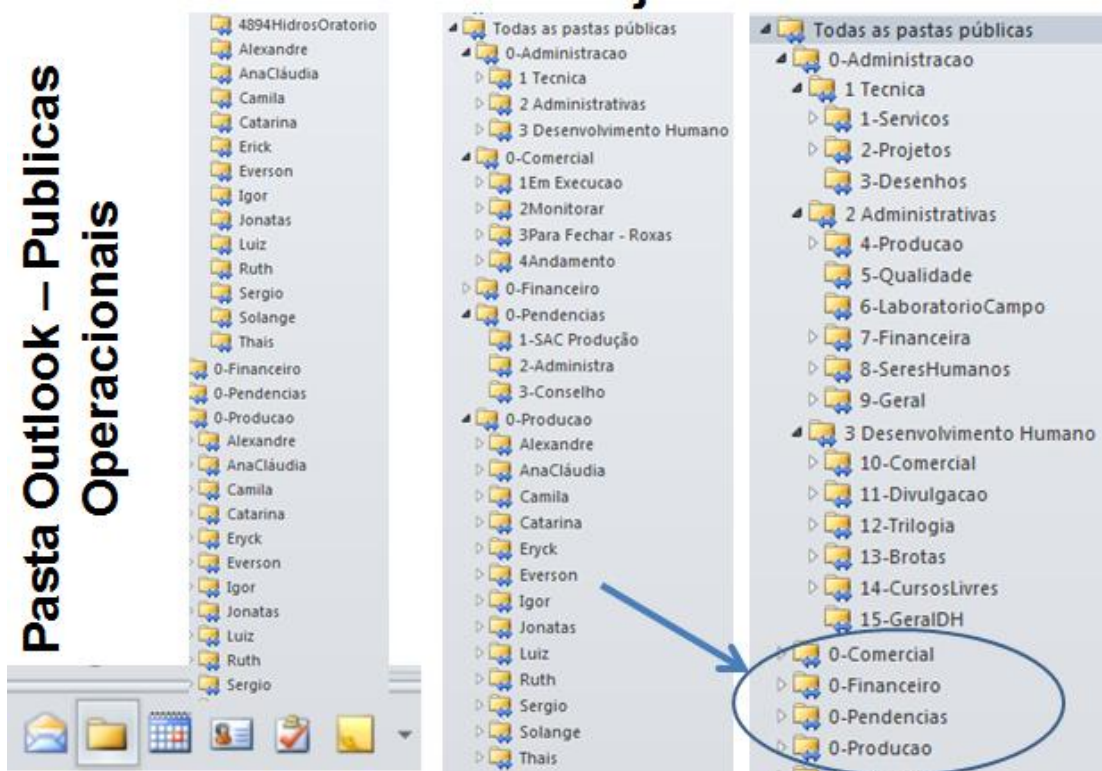 Pasta Outlook – Publicas
Operacionais
4894HidrosOratorio
Alexandre
AnaCláudia
Camila
Catarina
Erick
Everson
Igor
Jonatas
Luiz
Ruth
Sergio
Solange
Thais
0-Financeiro
0-Pendencias
0-Producao
Alexandre
AnaCláudia
Camila
Catarina
Eryck
Everson
Igor
Jonatas
Luiz
Ruth
Sergio
Todas as pastas públicas
0-Administracao
1 Tecnica
2 Administrativas
3 Desenvolvimento Humano
0-Comercial
1Em Execucao
2Monitorar
3Para Fechar - Roxas
4Andamento
0-Financeiro
0-Pendencias
1-SAC Produção
2-Administra
3-Conselho
0-Producao
Alexandre
AnaCláudia
Camila
Catarina
Eryck
Everson
Igor
Jonatas
Luiz
Ruth
Sergio
Solange
Thais
Todas as pastas públicas
0-Administracao
1 Tecnica
1-Servicos
2-Projetos
3-Desenhos
2 Administrativas
4-Producao
5-Qualidade
6-LaboratorioCampo
7-Financeira
8-SeresHumanos
9-Geral
3 Desenvolvimento Humano
10-Comercial
11-Divulgacao
12-Trilogia
13-Brotas
14-CursosLivres
15-GeralDH
0-Comercial
0-Financeiro
0-Pendencias
0-Producao